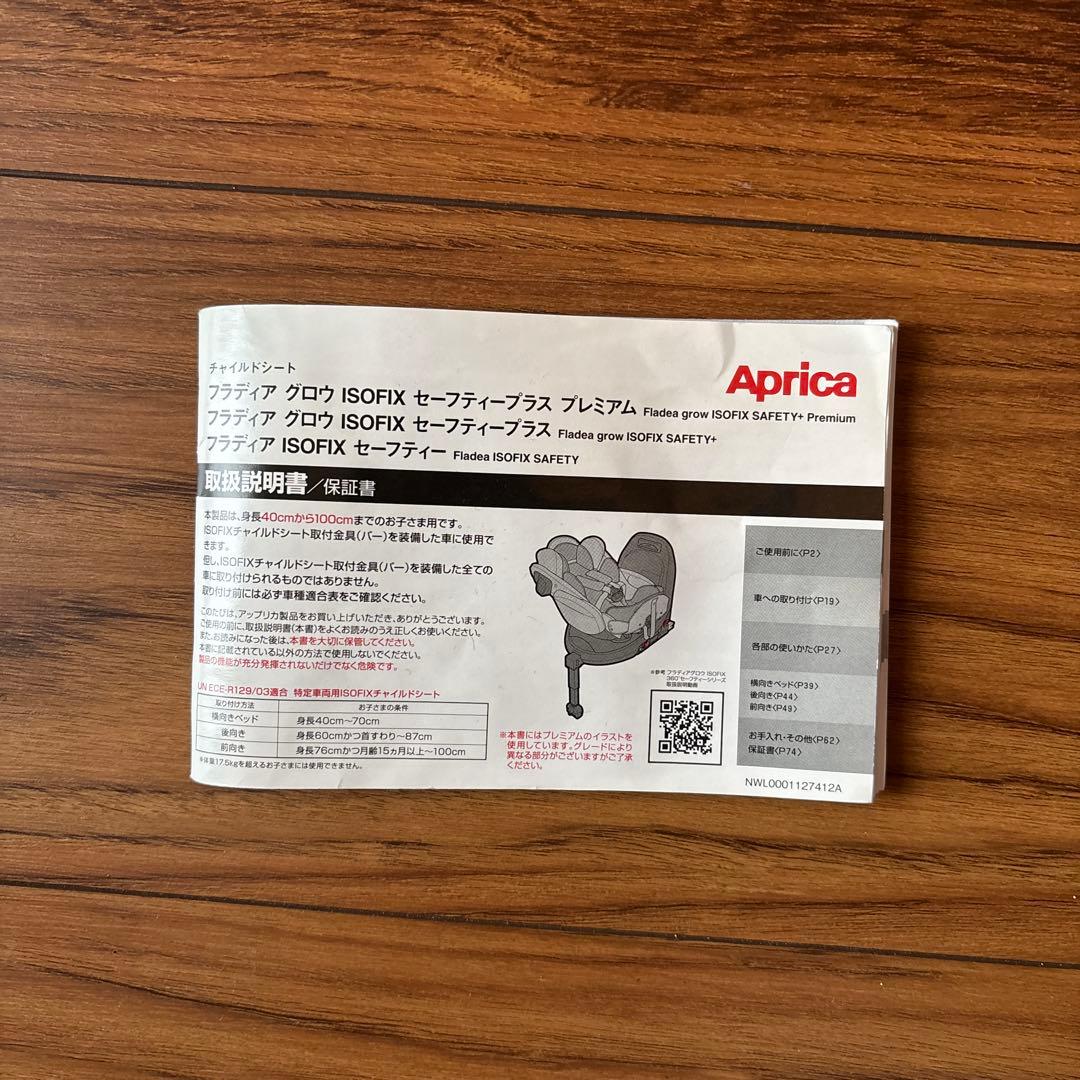 チャイルドシート
Aprica
フラディア グロウ ISOFIX セーフティープラス プレミアム Fladea grow ISOFIX SAFETY+ Premium
フラディア グロウ ISOFIX セーフティープラス Fladea grow ISOFIX SAFETY+
/フラディア ISOFIX セーフティー Fladea ISOFIX SAFETY
取扱説明書/保証書
本製品は、身長40cmから100cmまでのお子さま用です。
ISOFIXチャイルドシート取付金具(バー)を装備した車に使用で
きます。
但し、ISOFIXチャイルドシート取付金具(バー)を装備した全ての
車に取り付けられるものではありません。
取り付け前には必ず車種適合表をご確認ください。
このたびは、アップリカ製品をお買い上げいただき、ありがとうございます。
ご使用の前に、取扱説明書(本書)をよくお読みのうえ正しくお使いください。
また、お読みになった後は、本書を大切に保管してください。
本書に記載されている以外の方法で使用しないでください。
製品の機能が充分発揮されないだけでなく危険です。
UN ECE-R129/03適合 特定車両用ISOFIXチャイルドシート
取り付け方法 お子さまの条件
横向きベッド 身長40cm〜70cm
後向き 身長60cmかつ首すわり〜87cm
前向き 身長76cmかつ月齢15ヵ月以上〜100cm
※体重17.5kgを超えるお子さまには使用できません。
※参考 フラディアグロウ ISOFIX
360°セーフティーシリーズ
取扱説明動画
※本書にはプレミアムのイラストを
使用しています。グレードにより
異なる部分がございますがご了承
ください。
ご使用前に〈P2〉
車への取り付け〈P19〉
各部の使いかた〈P27〉
横向きベッド〈P39〉
後向き〈P44〉
前向き〈P49〉
お手入れ・その他〈P62〉
保証書〈P74〉
NWL0001127412A